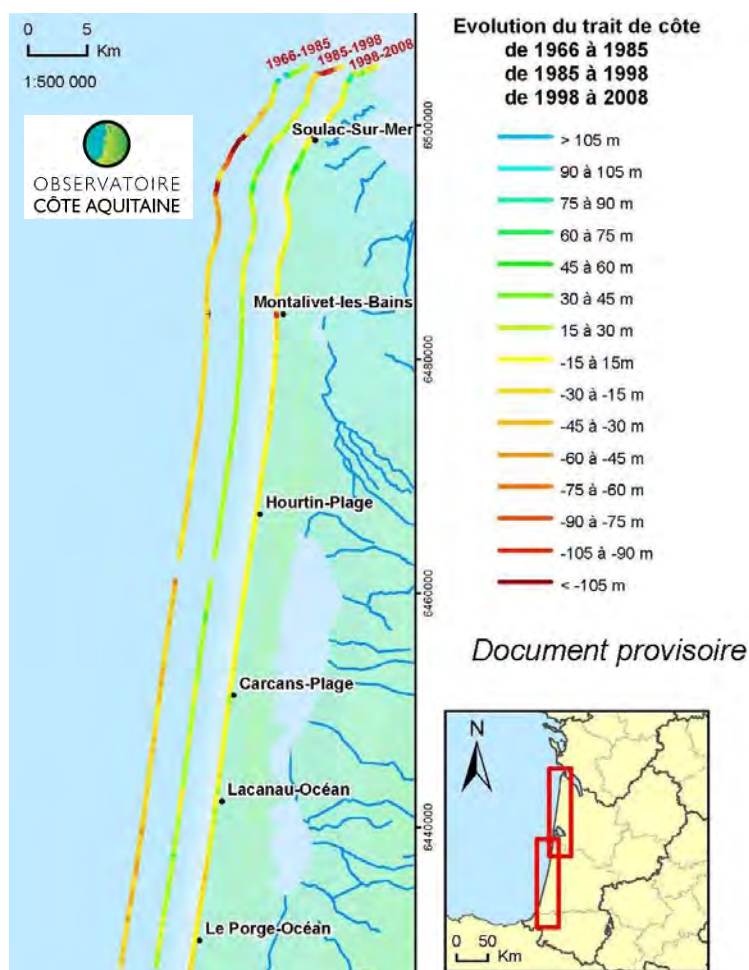 0 5
Km
1:500 000
OBSERVATOIRE
CÔTE AQUITAINE
1966-1985
1985-1998
1998-2008
Soulac-Sur-Mer
Montalivet-les-Bains
Hourtin-Plage
Carcans-Plage
Lacanau-Océan
Le Porge-Océan
6500000
6480000
6460000
6440000
Evolution du trait de côte
de 1966 à 1985
de 1985 à 1998
de 1998 à 2008
> 105 m
90 à 105 m
75 à 90 m
60 à 75 m
45 à 60 m
30 à 45 m
15 à 30 m
-15 à 15m
-30 à -15 m
-45 à -30 m
-60 à -45 m
-75 à -60 m
-90 à -75 m
-105 à -90 m
< -105 m
Document provisoire
N
0 50
Km